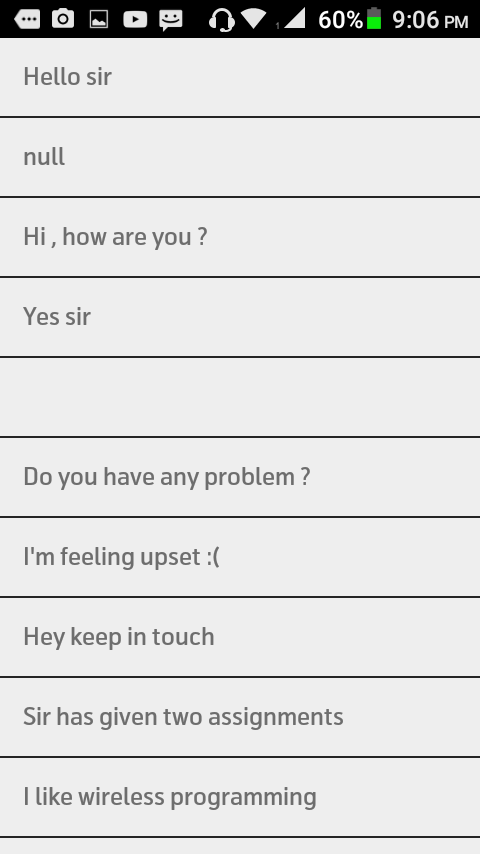 60% 9:06 PM
Hello sir
null
Hi , how are you ?
Yes sir
Do you have any problem ?
I'm feeling upset :(
Hey keep in touch
Sir has given two assignments
I like wireless programming